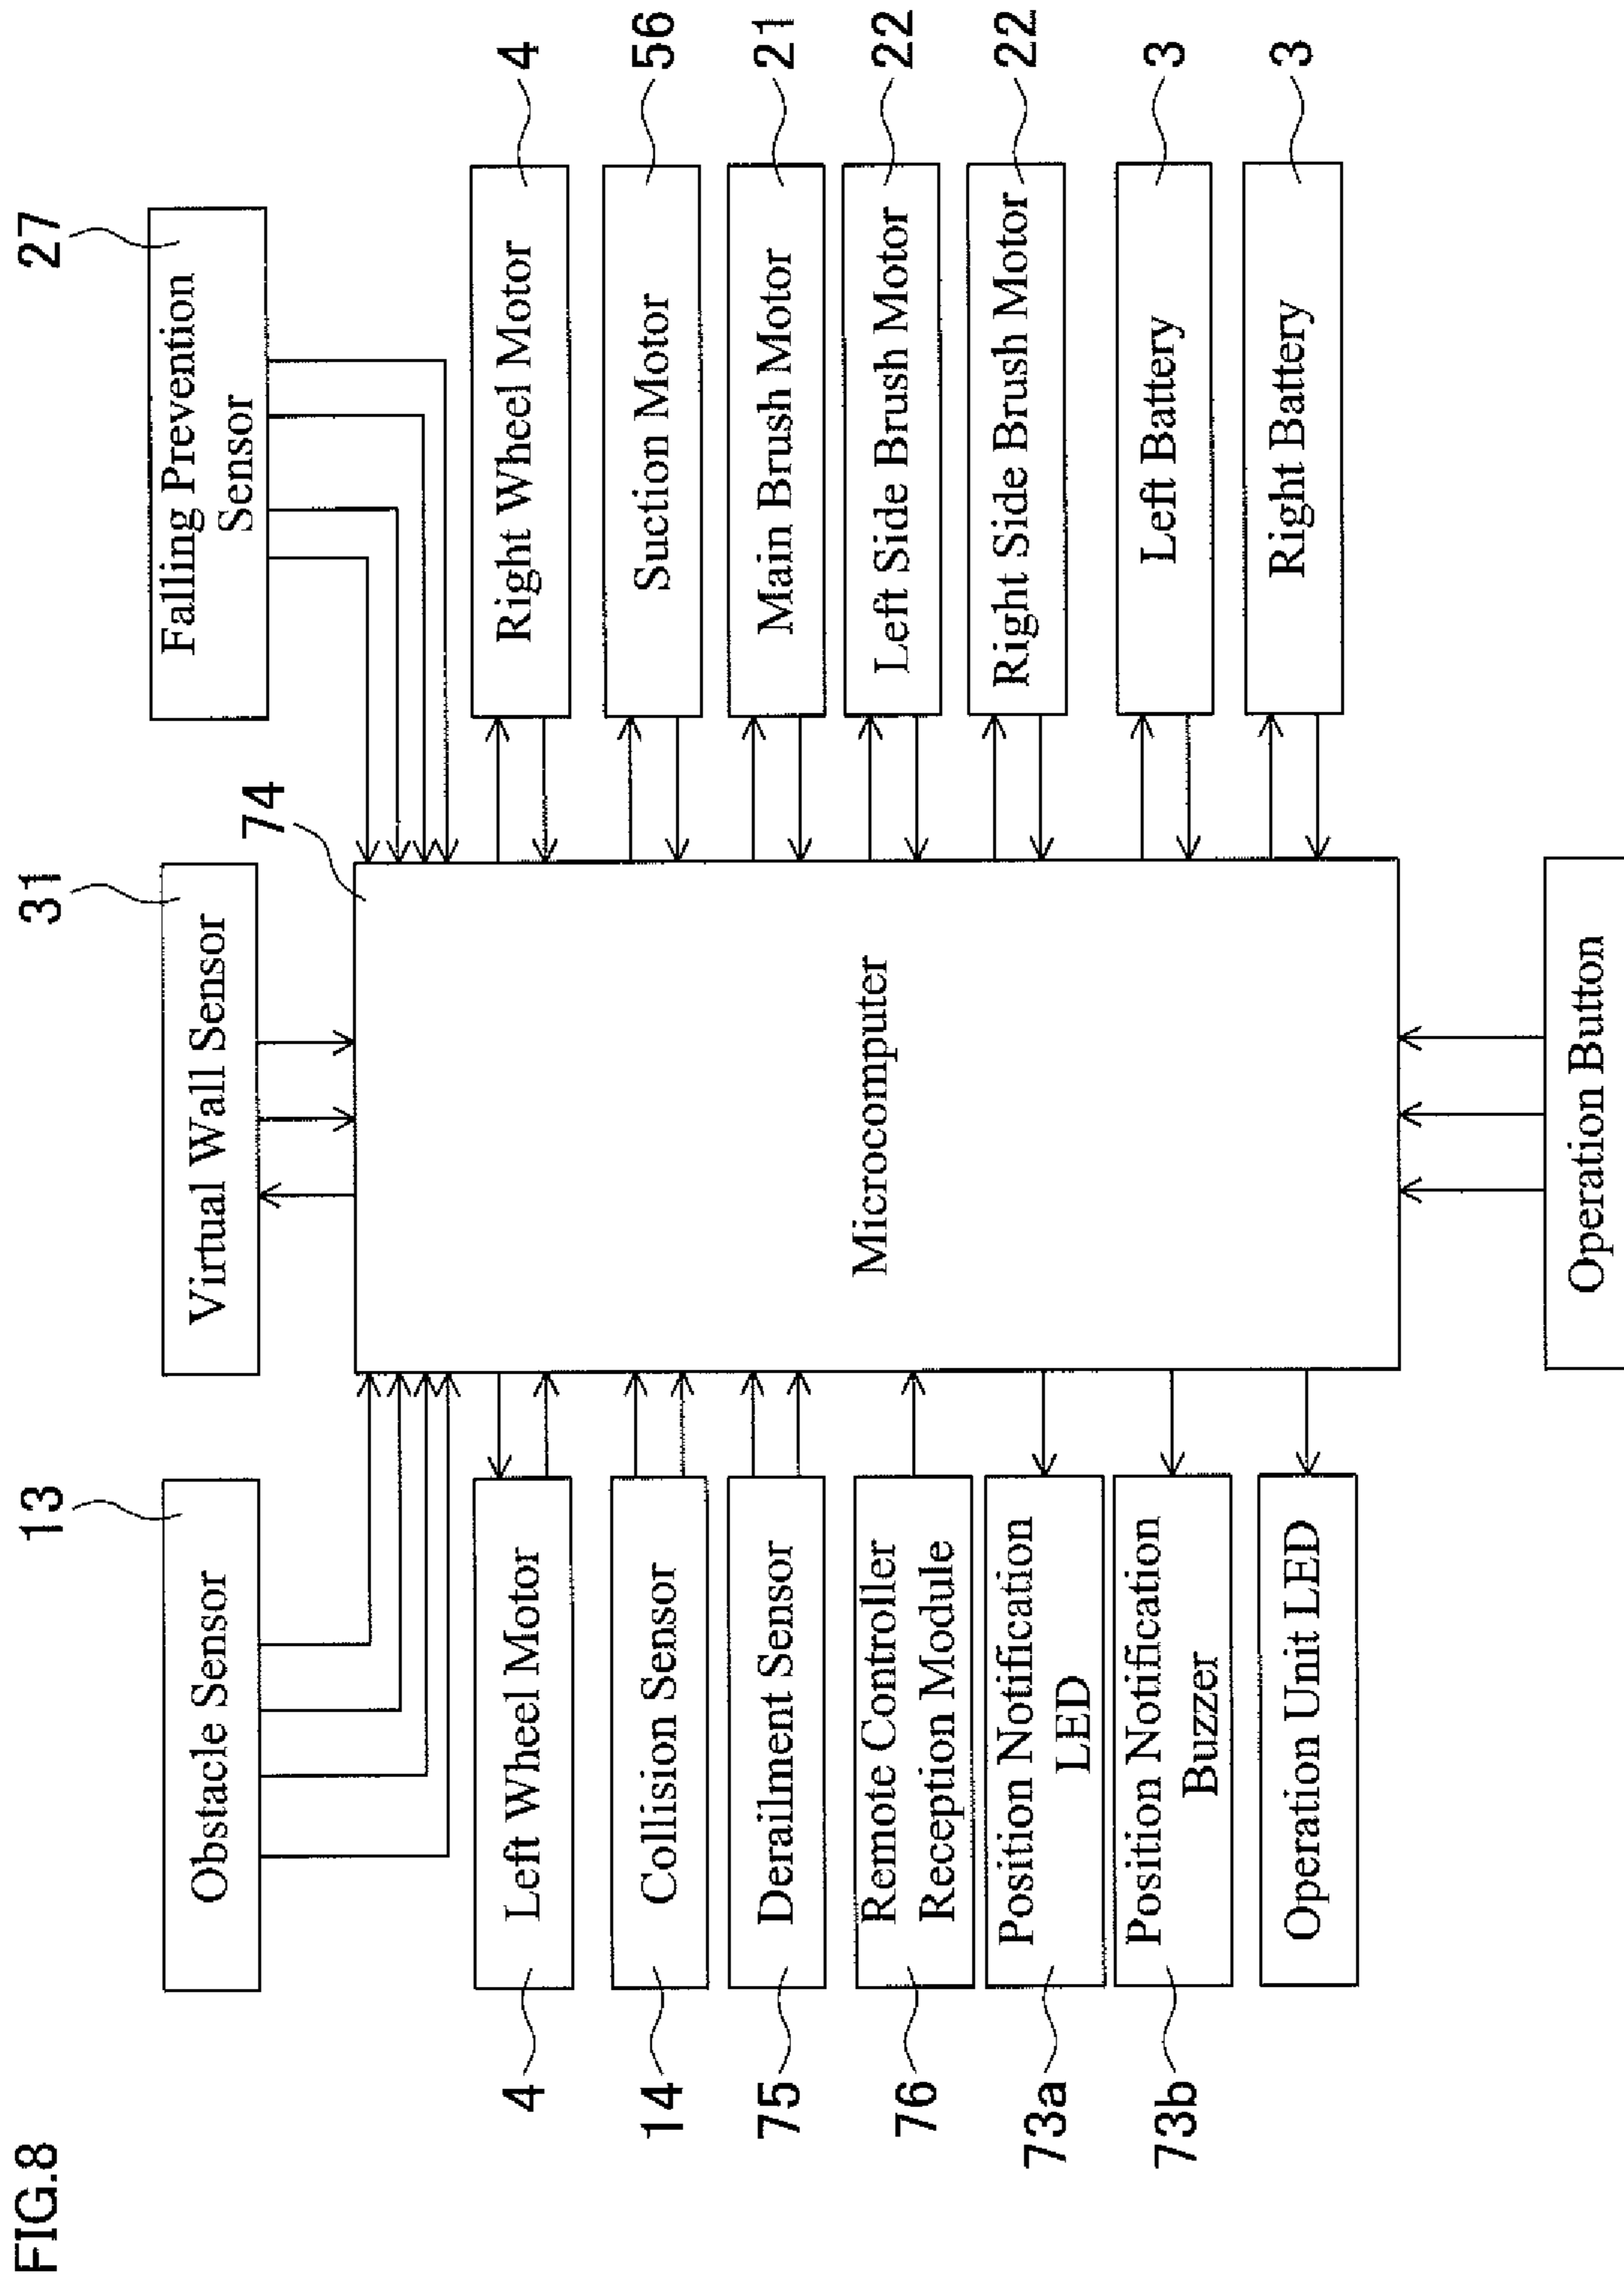 FIG.8
13
31
27
Obstacle Sensor
Virtual Wall Sensor
Falling Prevention
Sensor
74
4
Left Wheel Motor
Right Wheel Motor
4
14
Collision Sensor
Suction Motor
56
75
Derailment Sensor
Main Brush Motor
21
76
Remote Controller
Reception Module
Microcomputer
Left Side Brush Motor
22
73a
Position Notification
LED
Right Side Brush Motor
22
73b
Position Notification
Buzzer
Left Battery
3
Operation Unit LED
Right Battery
3
Operation Button